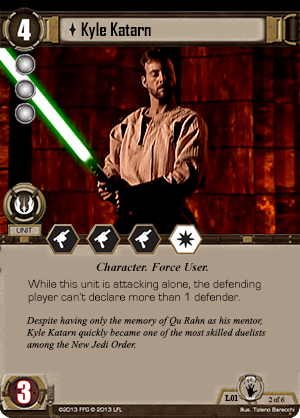 4
Kyle Katarn
UNIT
Character. Force User.
While this unit is attacking alone, the defending
player can't declare more than 1 defender.
Despite having only the memory of Qu Rahn as his mentor,
Kyle Katarn quickly became one of the most skilled duelists
among the New Jedi Order.
3
L01
2 of 6
©2013 FFG ©2013 LFL
Illus. Tiziano Baracchi